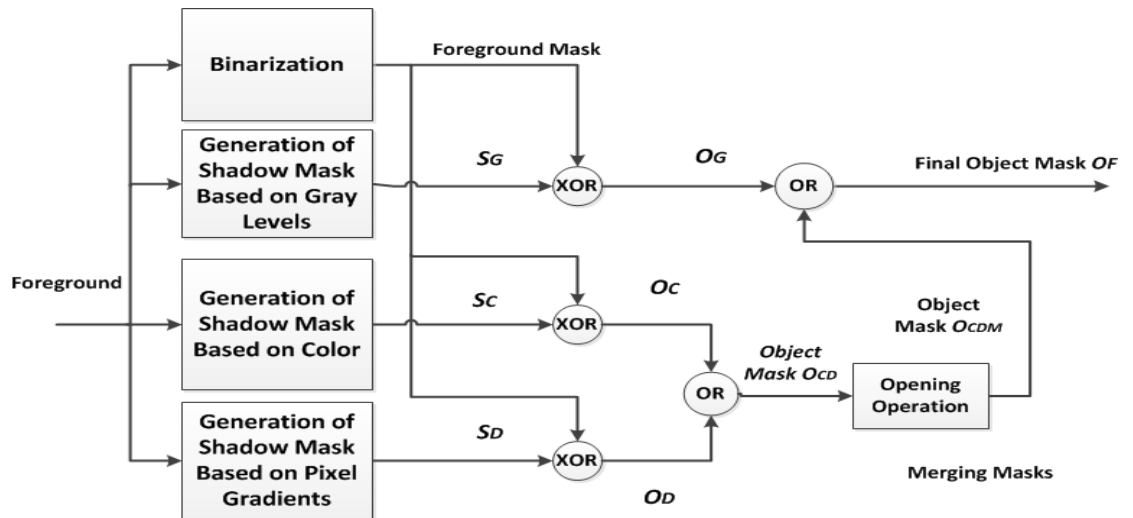 Binarization
Foreground Mask
Generation of
Shadow Mask
Based on Gray
Levels
SG
XOR
OG
OR
Final Object Mask OF
Foreground
Generation of
Shadow Mask
Based on Color
SC
XOR
OC
Object
Mask OCDM
Object
Mask OCD
OR
Opening
Operation
Generation of
Shadow Mask
Based on Pixel
Gradients
SD
XOR
OD
Merging Masks